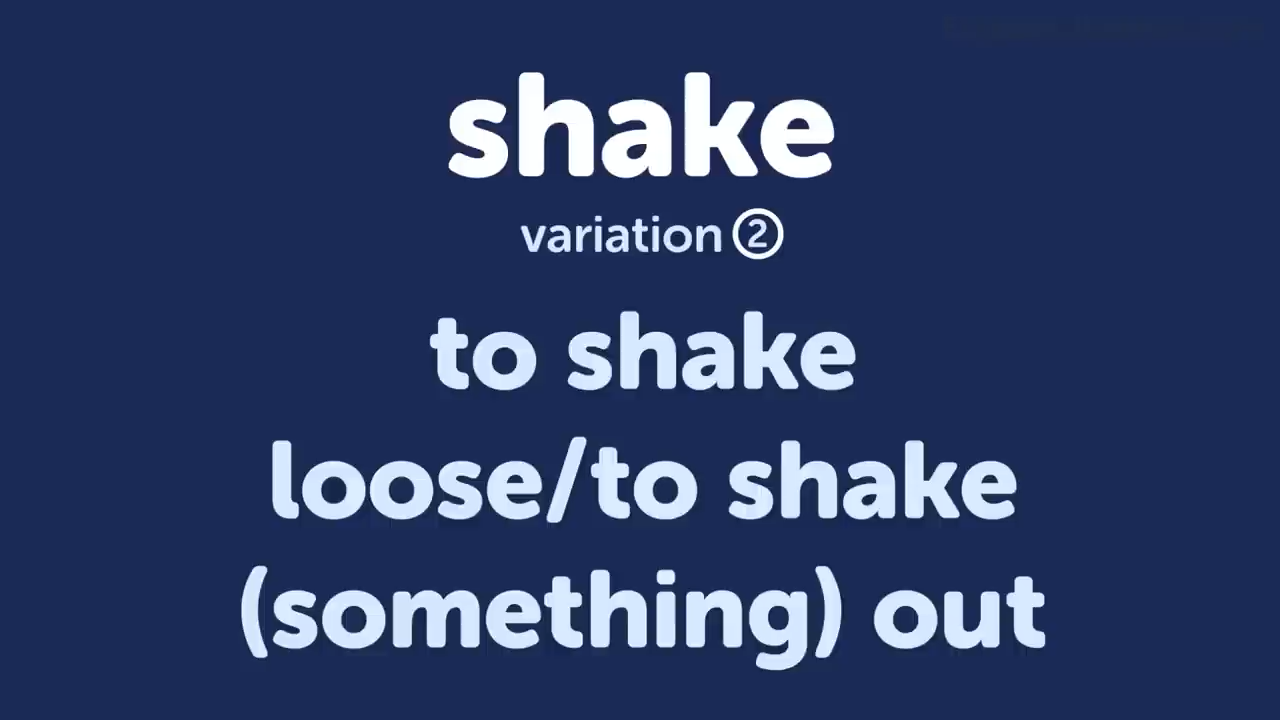 shake
variation ②
to shake
loose/to shake
(something) out